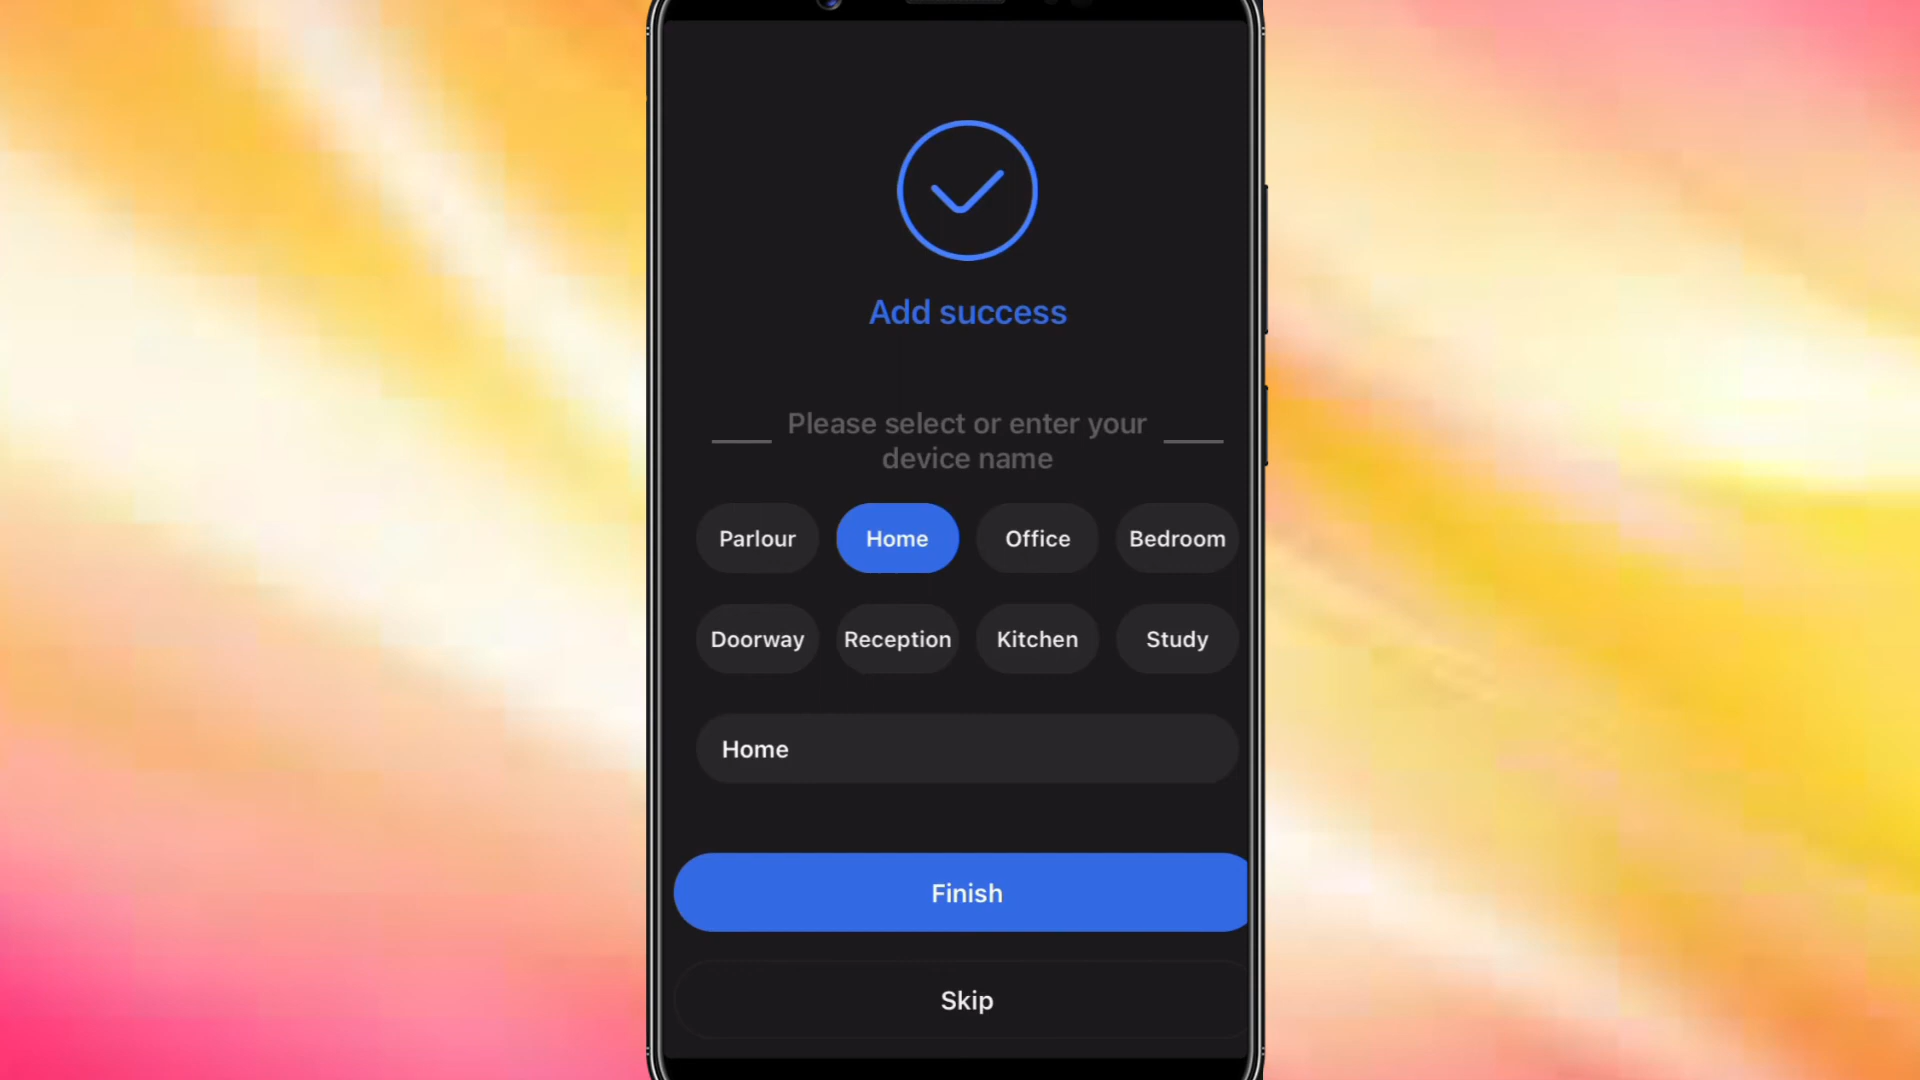 Add success
Please select or enter your
device name
Parlour Home Office Bedroom
Doorway Reception Kitchen Study
Home
Finish
Skip